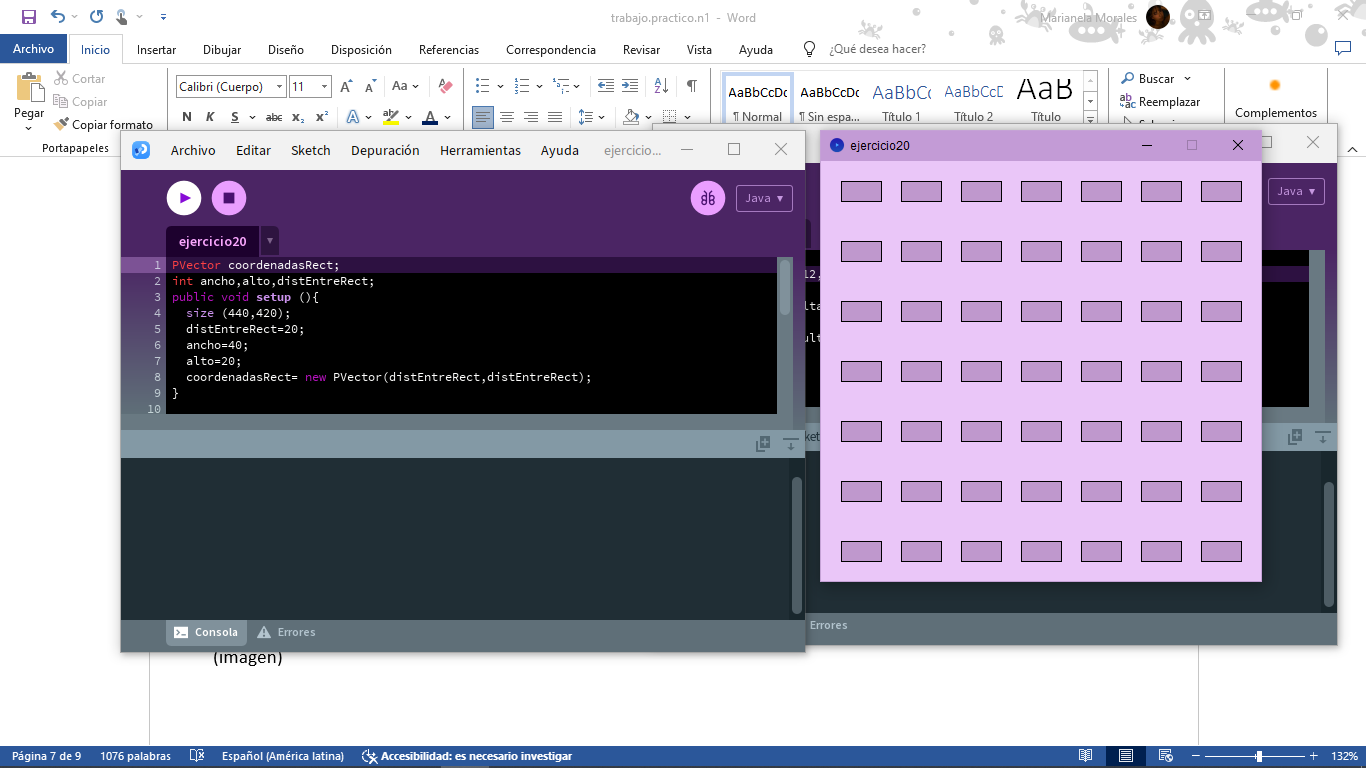 trabajo.practico.n1 - Word
Marianela Morales
Archivo Inicio Insertar Dibujar Diseño Disposición Referencias Correspondencia Revisar Vista Ayuda ¿Qué desea hacer?
Pegar
Cortar
Copiar
Copiar formato
Portapapeles
Calibri (Cuerpo) 11
N K S abc x₂ x²
AaBbCcDc AaBbCcDc AaBbCc AaBbCcD AaB
¶ Normal ¶ Sin espa... Título 1 Título 2 Título
Buscar
Reemplazar
Complementos
Archivo Editar Sketch Depuración Herramientas Ayuda ejercicio...
Java
ejercicio20
1 PVector coordenadasRect;
2 int ancho,alto,distEntreRect;
3 public void setup (){
4 size (440,420);
5 distEntreRect=20;
6 ancho=40;
7 alto=20;
8 coordenadasRect= new PVector(distEntreRect,distEntreRect);
9 }
10
Consola Errores
ejercicio20
Java
Errores
(imagen)
Página 7 de 9 1076 palabras Español (América latina) Accesibilidad: es necesario investigar 132%